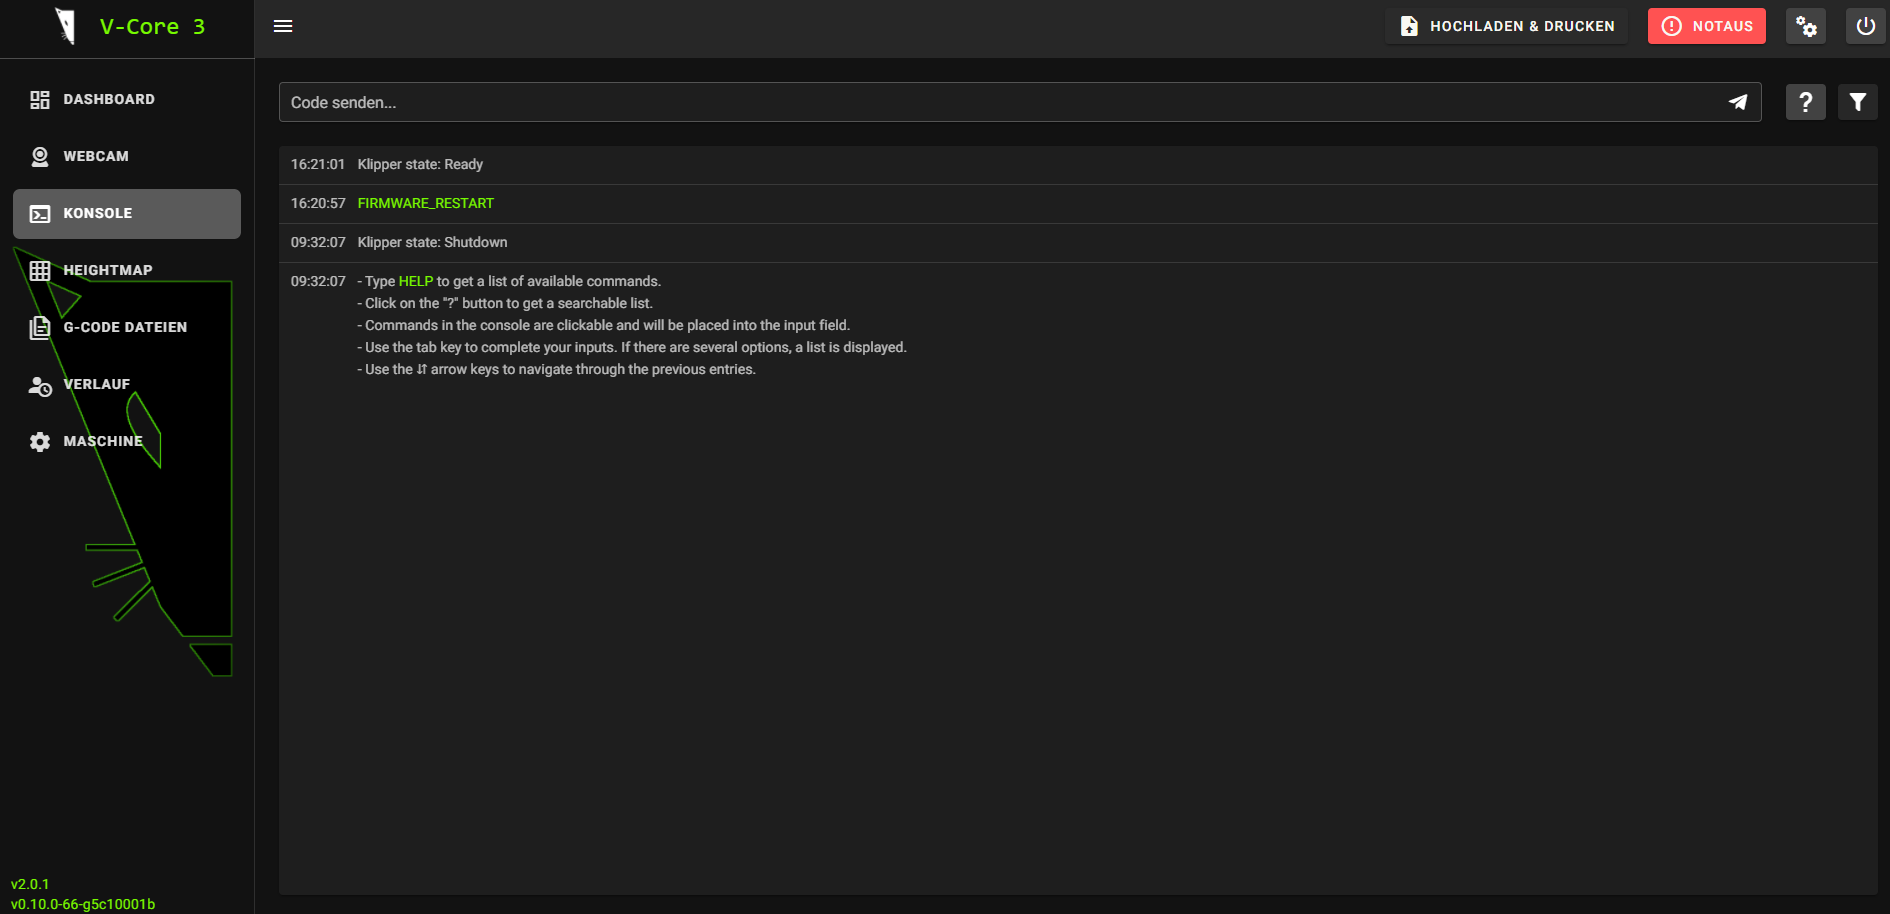 V-Core 3
HOCHLADEN & DRUCKEN
NOTAUS
DASHBOARD
WEBCAM
KONSOLE
HEIGHTMAP
G-CODE DATEIEN
VERLAUF
MASCHINE
v2.0.1
v0.10.0-66-g5c10001b
Code senden...
?
16:21:01 Klipper state: Ready
16:20:57 FIRMWARE_RESTART
09:32:07 Klipper state: Shutdown
09:32:07 - Type HELP to get a list of available commands.
- Click on the "?" button to get a searchable list.
- Commands in the console are clickable and will be placed into the input field.
- Use the tab key to complete your inputs. If there are several options, a list is displayed.
- Use the ⇵ arrow keys to navigate through the previous entries.